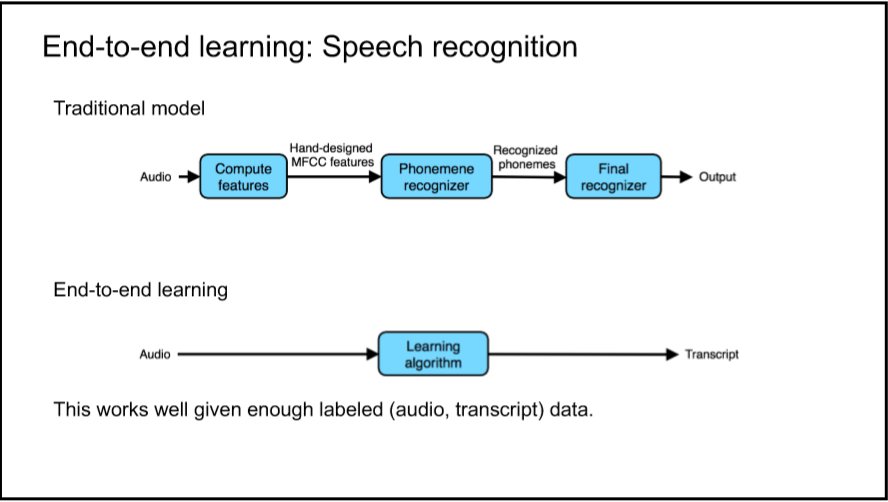 End-to-end learning: Speech recognition
Traditional model
Audio
Compute
features
Hand-designed
MFCC features
Phonemene
recognizer
Recognized
phonemes
Final
recognizer
Output
End-to-end learning
Audio
Learning
algorithm
Transcript
This works well given enough labeled (audio, transcript) data.